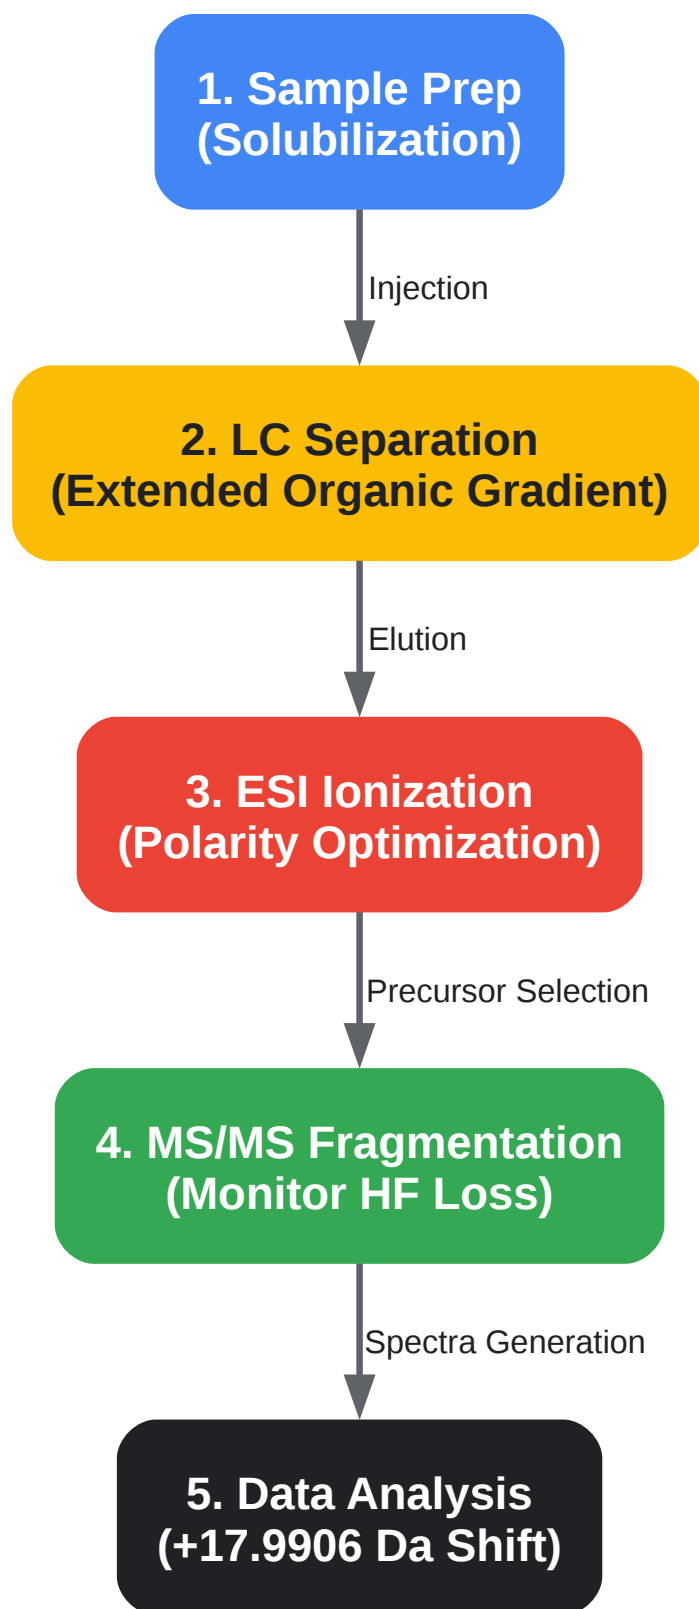 1. Sample Prep
(Solubilization)
Injection
2. LC Separation
(Extended Organic Gradient)
Elution
3. ESI Ionization
(Polarity Optimization)
Precursor Selection
4. MS/MS Fragmentation
(Monitor HF Loss)
Spectra Generation
5. Data Analysis
(+17.9906 Da Shift)